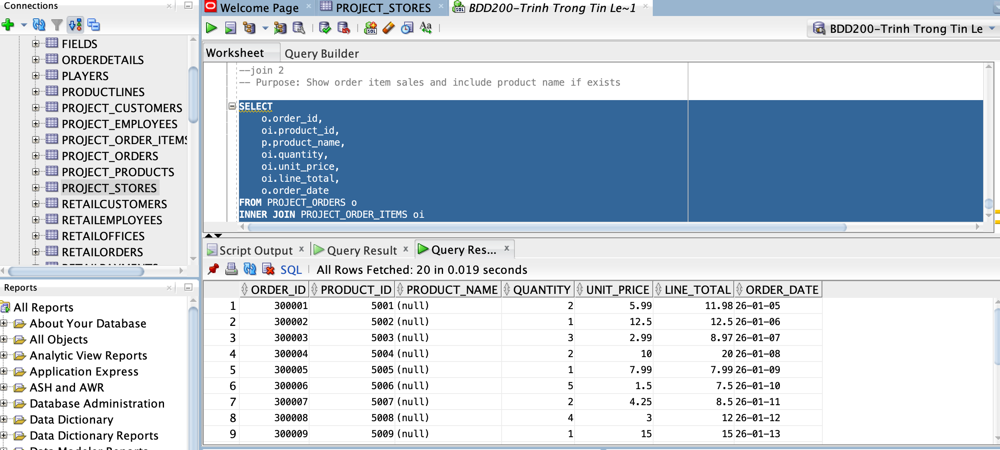 Connections
FIELDS
ORDERDETAILS
PLAYERS
PRODUCTLINES
PROJECT_CUSTOMERS
PROJECT_EMPLOYEES
PROJECT_ORDER_ITEMS
PROJECT_ORDERS
PROJECT_PRODUCTS
PROJECT_STORES
RETAILCUSTOMERS
RETAILEMPLOYEES
RETAILOFFICES
RETAILORDERS
RETAILPAYMENTS
Reports
All Reports
About Your Database
All Objects
Analytic View Reports
Application Express
ASH and AWR
Database Administration
Data Dictionary
Data Dictionary Reports
Data Modeler Reports
Welcome Page PROJECT_STORES BDD200-Trinh Trong Tin Le~1
BDD200-Trinh Trong Tin Le
Worksheet Query Builder
--join 2
-- Purpose: Show order item sales and include product name if exists
SELECT
o.order_id,
oi.product_id,
p.product_name,
oi.quantity,
oi.unit_price,
oi.line_total,
o.order_date
FROM PROJECT_ORDERS o
INNER JOIN PROJECT_ORDER_ITEMS oi
Script Output Query Result Query Res...
SQL All Rows Fetched: 20 in 0.019 seconds
ORDER_ID PRODUCT_ID PRODUCT_NAME QUANTITY UNIT_PRICE LINE_TOTAL ORDER_DATE
1 300001 5001 (null) 2 5.99 11.98 26-01-05
2 300002 5002 (null) 1 12.5 12.5 26-01-06
3 300003 5003 (null) 3 2.99 8.97 26-01-07
4 300004 5004 (null) 2 10 20 26-01-08
5 300005 5005 (null) 1 7.99 7.99 26-01-09
6 300006 5006 (null) 5 1.5 7.5 26-01-10
7 300007 5007 (null) 2 4.25 8.5 26-01-11
8 300008 5008 (null) 4 3 12 26-01-12
9 300009 5009 (null) 1 15 15 26-01-13